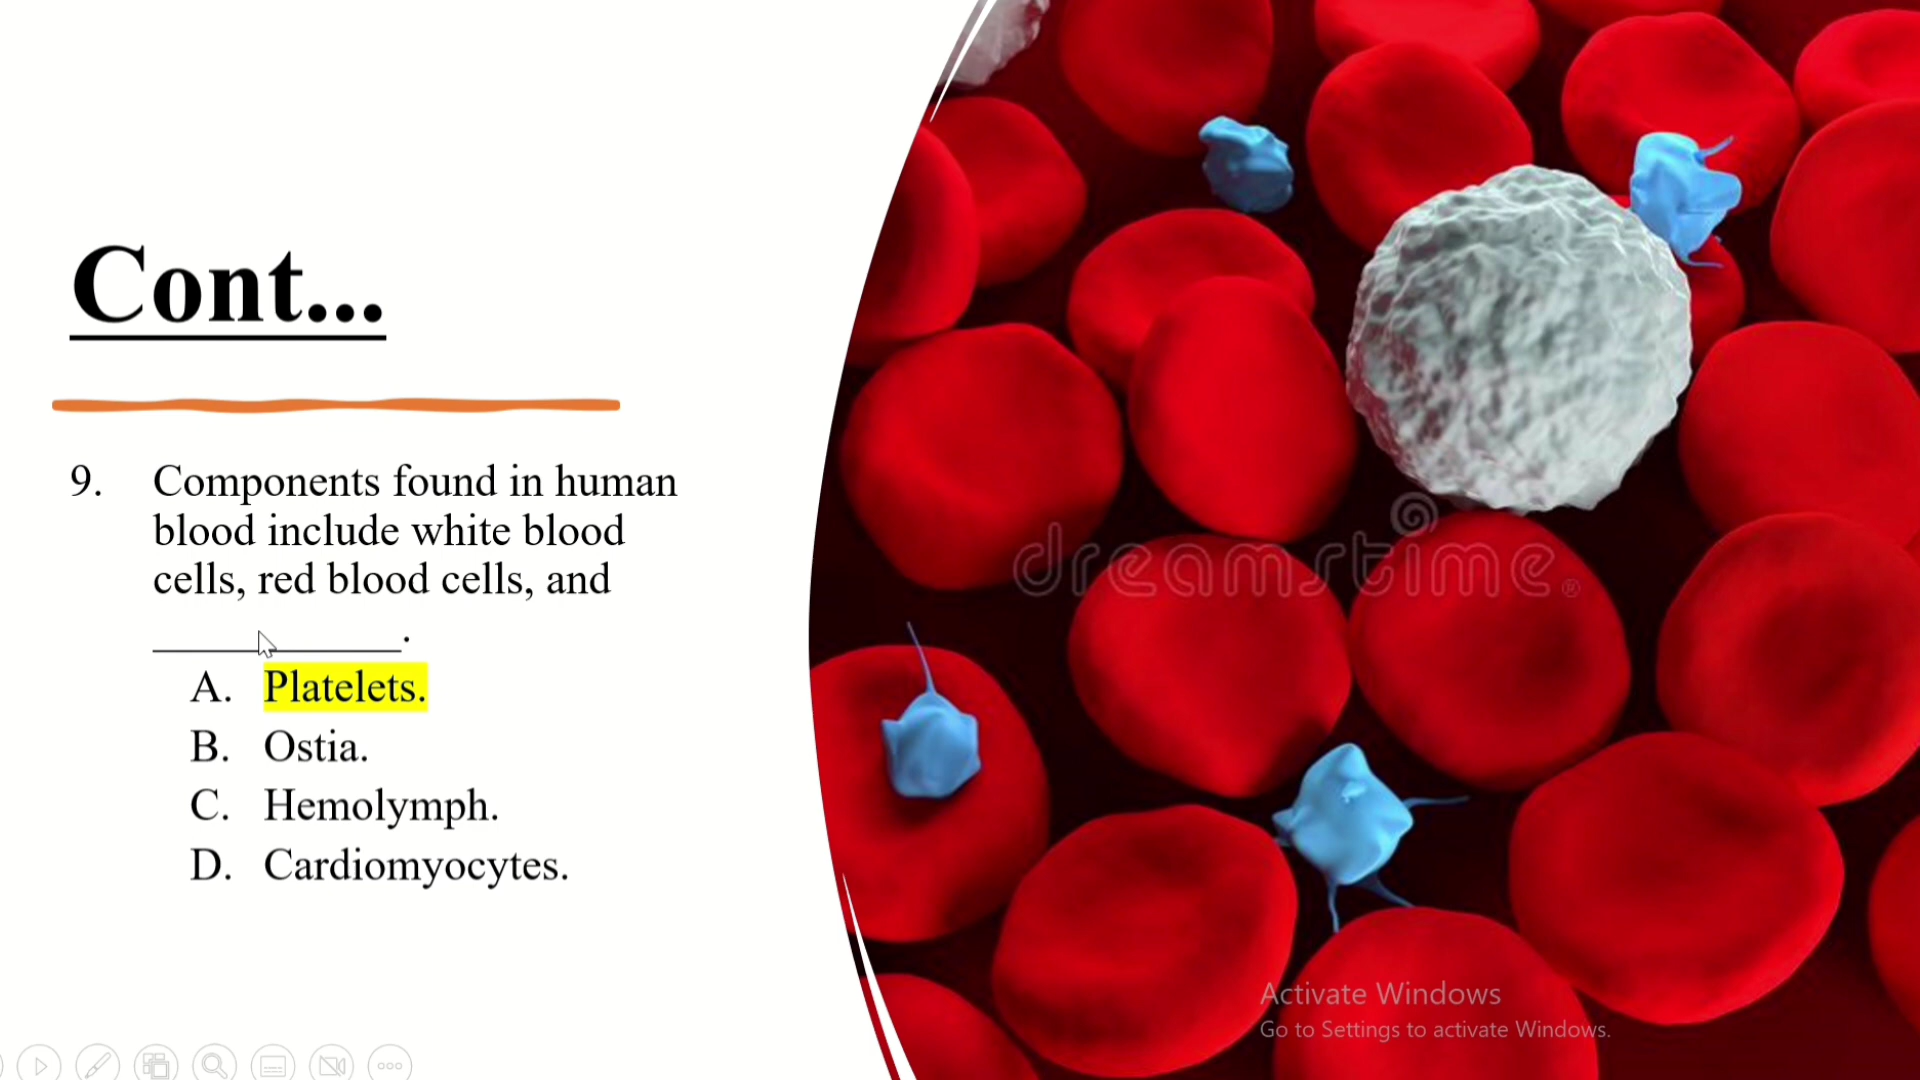 Cont...
9. Components found in human
blood include white blood
cells, red blood cells, and
____________.
A. Platelets.
B. Ostia.
C. Hemolymph.
D. Cardiomyocytes.
dreamstime®
Activate Windows
Go to Settings to activate Windows.